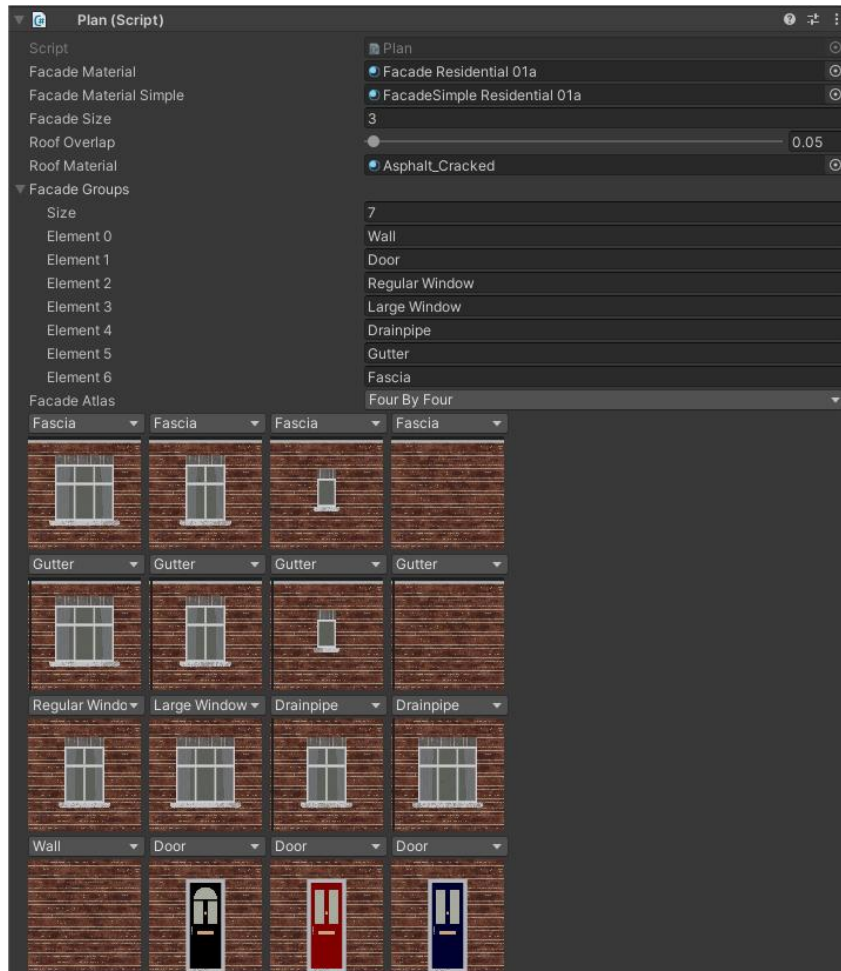 Plan (Script)
Script Plan
Facade Material Facade Residential 01a
Facade Material Simple FacadeSimple Residential 01a
Facade Size 3
Roof Overlap 0.05
Roof Material Asphalt_Cracked
Facade Groups
Size 7
Element 0 Wall
Element 1 Door
Element 2 Regular Window
Element 3 Large Window
Element 4 Drainpipe
Element 5 Gutter
Element 6 Fascia
Facade Atlas Four By Four
Fascia Fascia Fascia Fascia
Gutter Gutter Gutter Gutter
Regular Windo Large Window Drainpipe Drainpipe
Wall Door Door Door